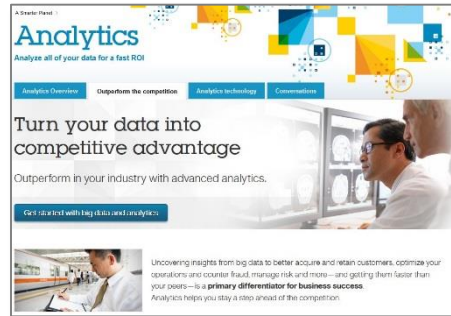 A Smarter Planet
Analytics
Analyze all of your data for a fast ROI
Analytics Overview
Outperform the competition
Analytics technology
Conversations
Turn your data into
competitive advantage
Outperform in your industry with advanced analytics.
Get started with big data and analytics
Uncovering insights from big data to better acquire and retain customers, optimize your
operations and counter fraud, manage risk and more—and getting them faster than
your peers—is a primary differentiator for business success.
Analytics helps you stay a step ahead of the competition.